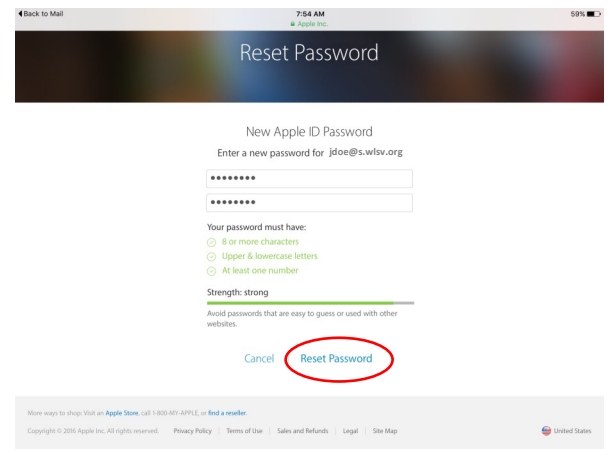 Back to Mail
7:54 AM
59%
Apple Inc.
Reset Password
New Apple ID Password
Enter a new password for jdoe@s.wlsv.org
••••••••
••••••••
Your password must have:
8 or more characters
Upper & lowercase letters
At least one number
Strength: strong
Avoid passwords that are easy to guess or used with other
websites.
Cancel Reset Password
More ways to shop: Visit an Apple Store, call 1-800-MY-APPLE, or find a reseller.
Copyright © 2016 Apple Inc. All rights reserved. Privacy Policy | Terms of Use | Sales and Refunds | Legal | Site Map United States